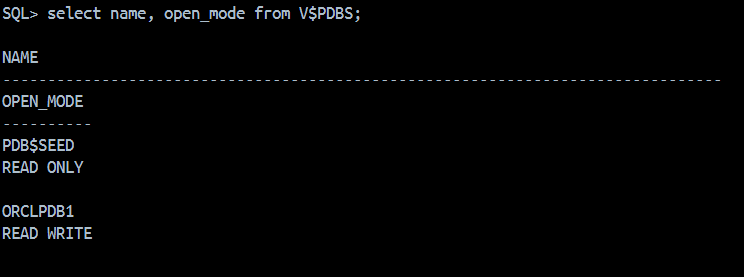 SQL> select name, open_mode from V$PDBS;
NAME
--------------------------------------------------------------------------------
OPEN_MODE
----------
PDB$SEED
READ ONLY
ORCLPDB1
READ WRITE